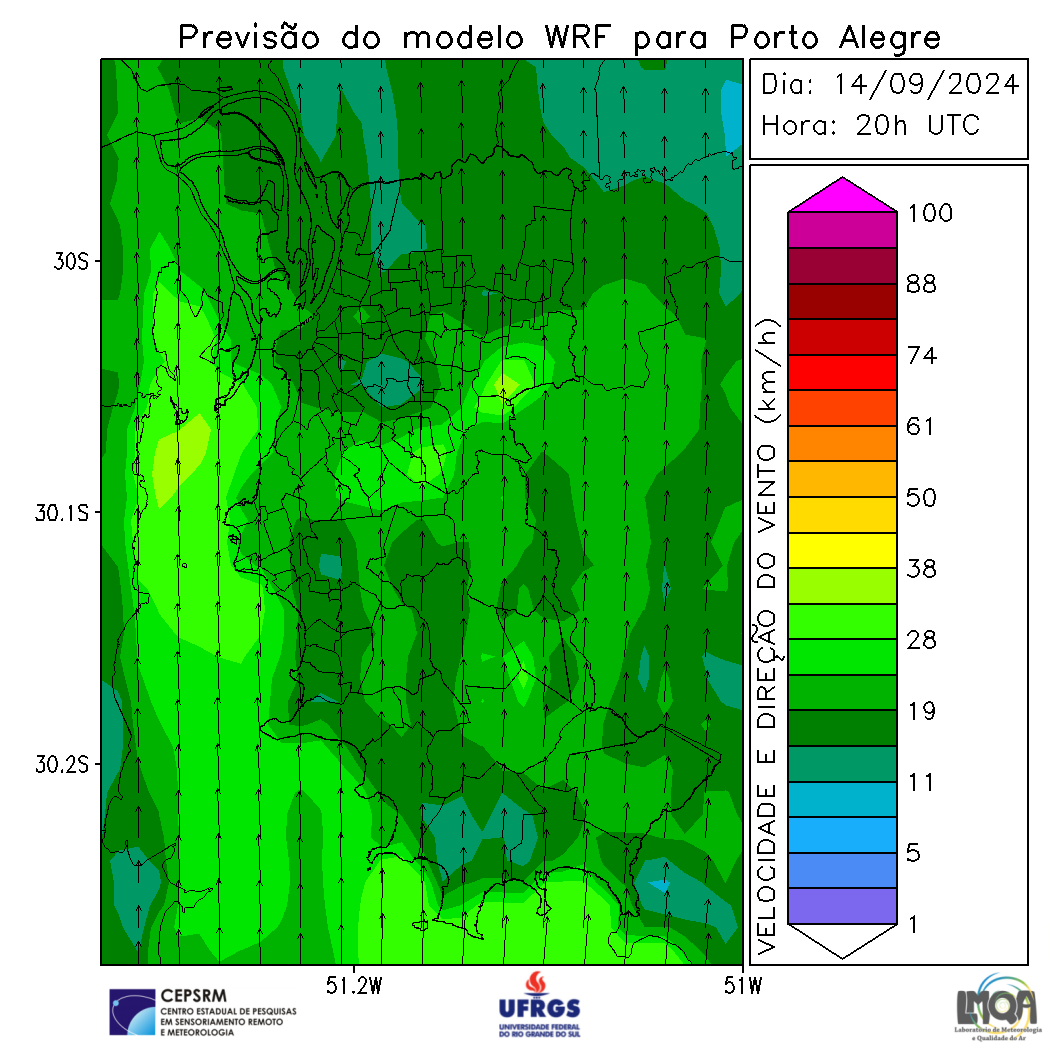 Previsão do modelo WRF para Porto Alegre
Dia: 14/09/2024
Hora: 20h UTC
30S
30.1S
30.2S
51.2W
51W
VELOCIDADE E DIREÇÃO DO VENTO (km/h)
100
88
74
61
50
38
28
19
11
5
1
CEPSRM
CENTRO ESTADUAL DE PESQUISAS
EM SENSORIAMENTO REMOTO
E METEOROLOGIA
UFRGS
UNIVERSIDADE FEDERAL
DO RIO GRANDE DO SUL
LMQA
Laboratório de Meteorologia
e Qualidade do Ar